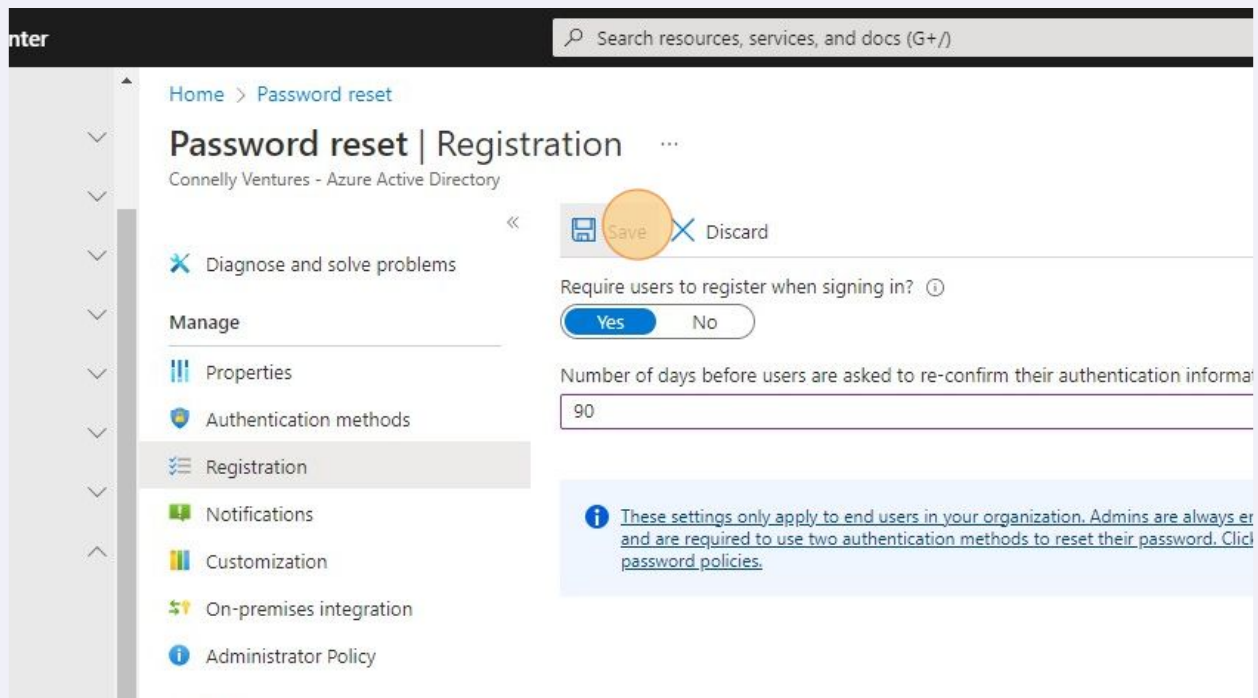 Search resources, services, and docs (G+/)
Home > Password reset
Password reset | Registration ...
Connelly Ventures - Azure Active Directory
«
Save
Discard
Diagnose and solve problems
Manage
Properties
Authentication methods
Registration
Notifications
Customization
On-premises integration
Administrator Policy
Require users to register when signing in?
Yes No
Number of days before users are asked to re-confirm their authentication
90
These settings only apply to end users in your organization. Admins are always
and are required to use two authentication methods to reset their password.
password policies.